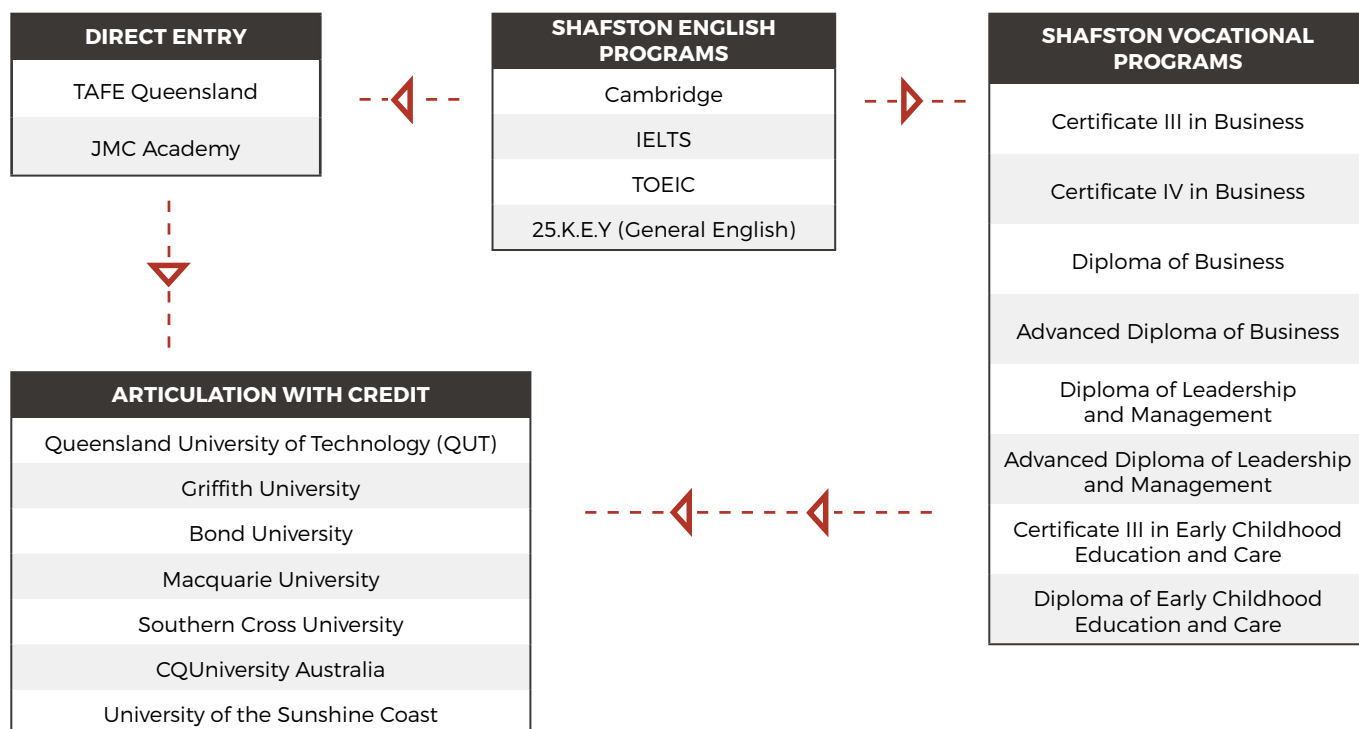 DIRECT ENTRY
TAFE Queensland
JMC Academy
SHAFSTON ENGLISH
PROGRAMS
Cambridge
IELTS
TOEIC
25.K.E.Y (General English)
SHAFSTON VOCATIONAL
PROGRAMS
Certificate III in Business
Certificate IV in Business
Diploma of Business
Advanced Diploma of Business
Diploma of Leadership
and Management
Advanced Diploma of Leadership
and Management
Certificate III in Early Childhood
Education and Care
Diploma of Early Childhood
Education and Care
ARTICULATION WITH CREDIT
Queensland University of Technology (QUT)
Griffith University
Bond University
Macquarie University
Southern Cross University
CQUniversity Australia
University of the Sunshine Coast